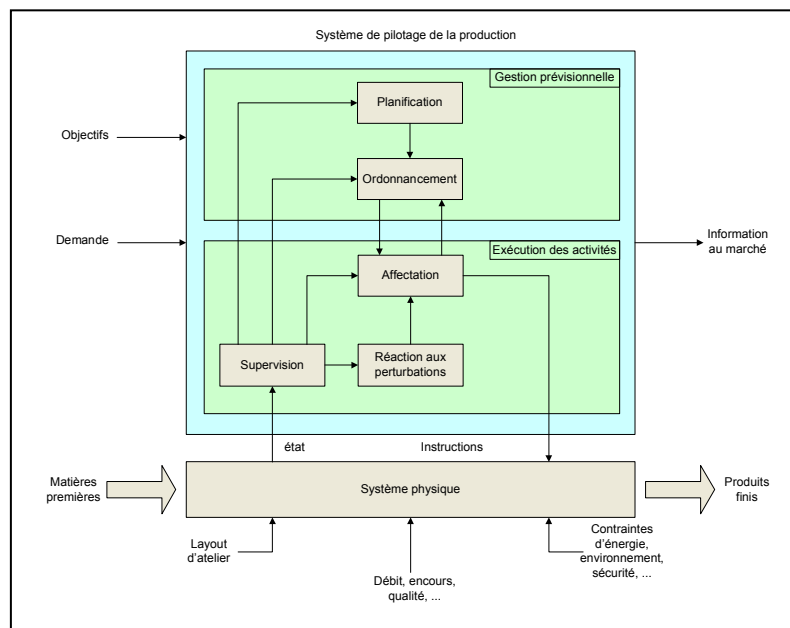 Système de pilotage de la production
Gestion prévisionnelle
Planification
Objectifs
Ordonnancement
Demande
Information
au marché
Exécution des activités
Affectation
Supervision
Réaction aux
perturbations
état
Instructions
Matières
premières
Système physique
Produits
finis
Layout
d'atelier
Débit, encours,
qualité, ...
Contraintes
d'énergie,
environnement,
sécurité, ...